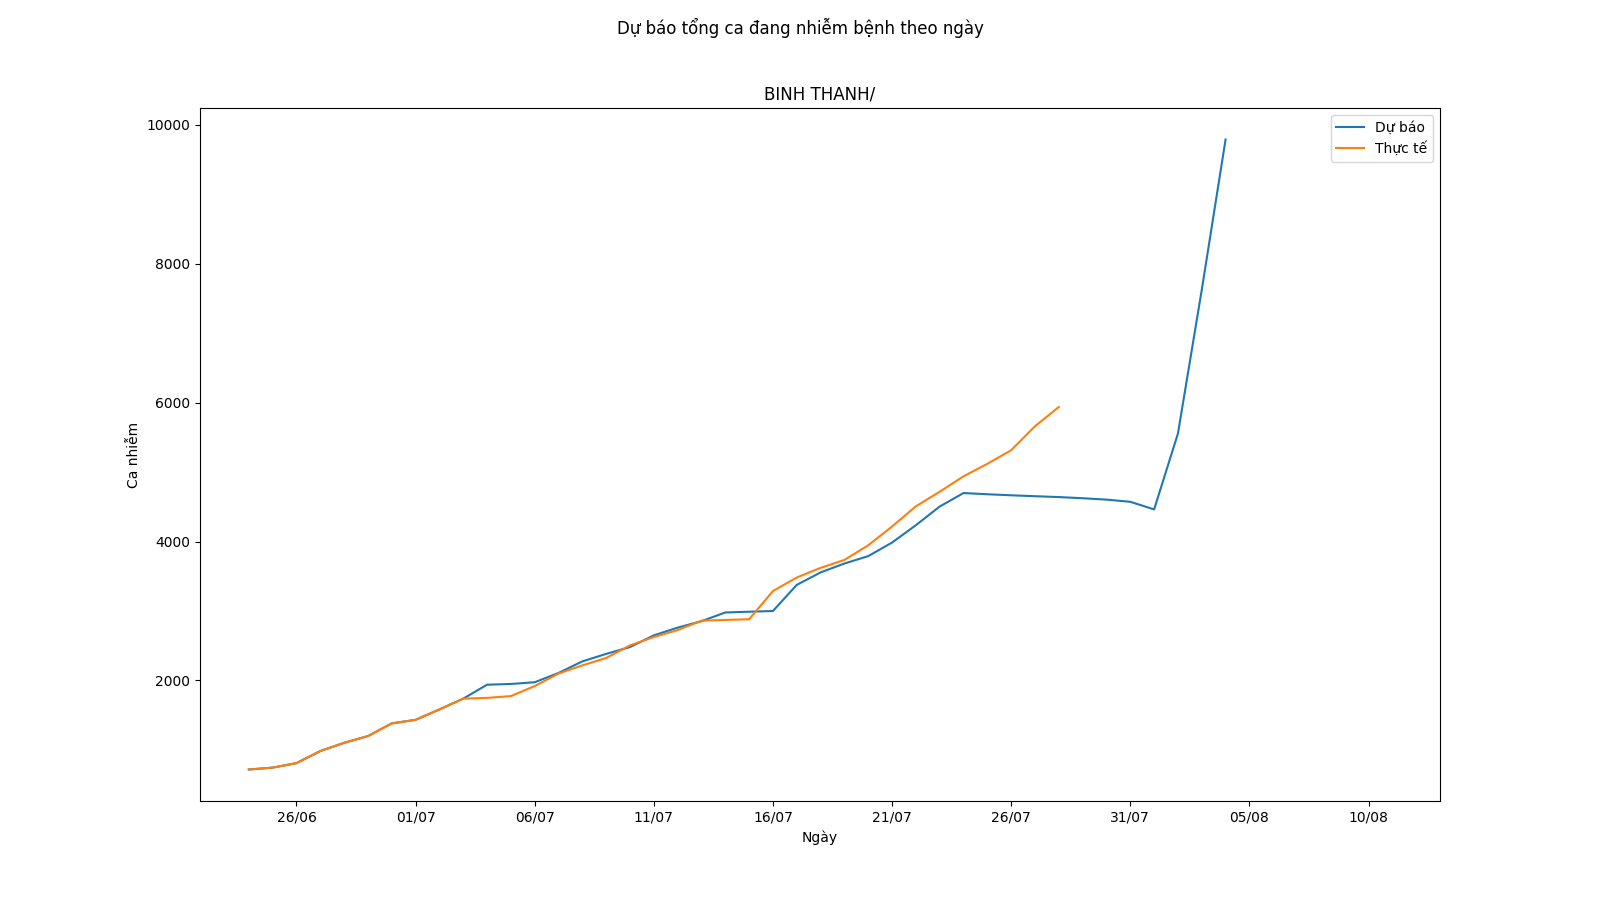 Dự báo tổng ca đang nhiễm bệnh theo ngày
BINH THANH/
Dự báo
Thực tế
10000
8000
6000
4000
2000
Ca nhiễm
26/06 01/07 06/07 11/07 16/07 21/07 26/07 31/07 05/08 10/08
Ngày